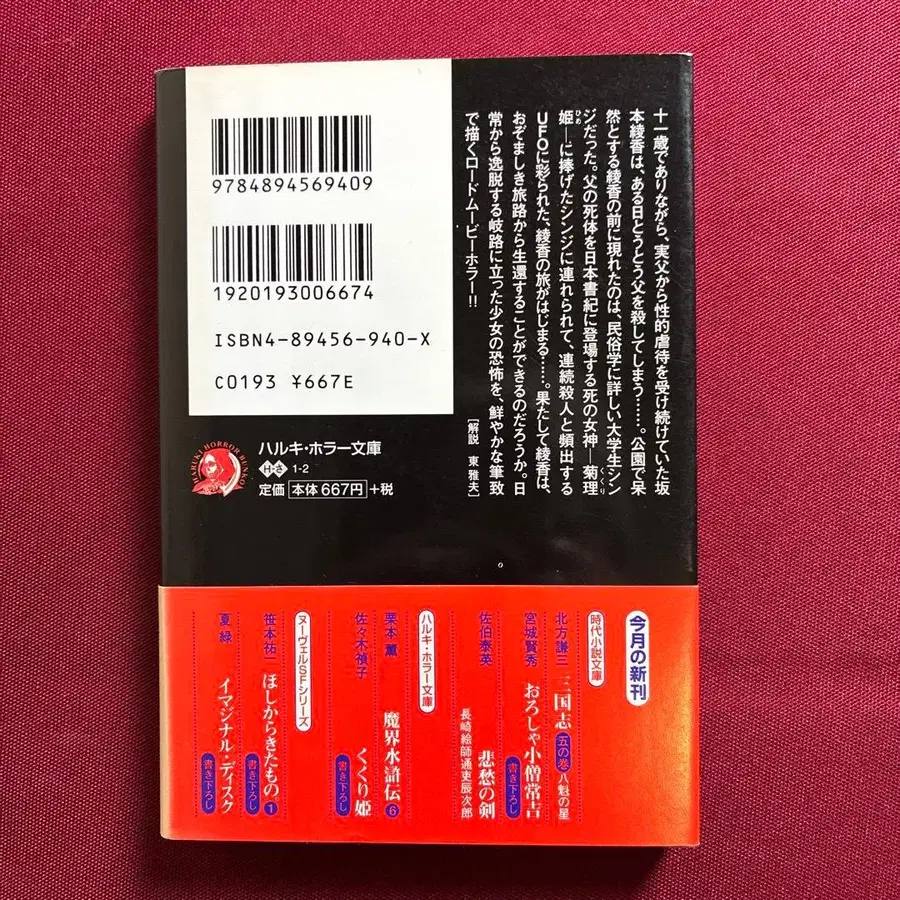 9784894569409
1920193006674
ISBN4-89456-940-X
C0193 ¥667E
HARUKI HORROR BUNKO
ハルキ・ホラー文庫
H-さ 1-2
定価 本体667円 +税
十一歳でありながら、実父から性的虐待を受け続けていた坂
本綾香は、ある日とうとう父を殺してしまう……。公園で呆
然とする綾香の前に現れたのは、民俗学に詳しい大学生シン
ジだった。父の死体を日本書紀に登場する死の女神―菊理
くくり
姫―に捧げたシンジに連れられて、連続殺人と頻出する
ひめ
UFOに彩られた、綾香の旅がはじまる……。果たして綾香は、
おぞましき旅路から生還することができるのだろうか。日
常から逸脱する岐路に立った少女の恐怖を、鮮やかな筆致
で描くロードムービーホラー!!
[解説 東 雅夫]
今月の新刊
時代小説文庫
北方謙三 三国志 五の巻 八魁の星
宮城賢秀 おろしゃ小僧常吉 書き下ろし
佐伯泰英 悲愁の剣
長崎絵師通吏辰次郎
ハルキ・ホラー文庫
栗本 薫 魔界水滸伝 6
佐々木禎子 くくり姫 書き下ろし
ヌーヴェルSFシリーズ
笹本祐一 ほしからきたもの 1 書き下ろし
夏 緑 イマジナル・ディスク 書き下ろし